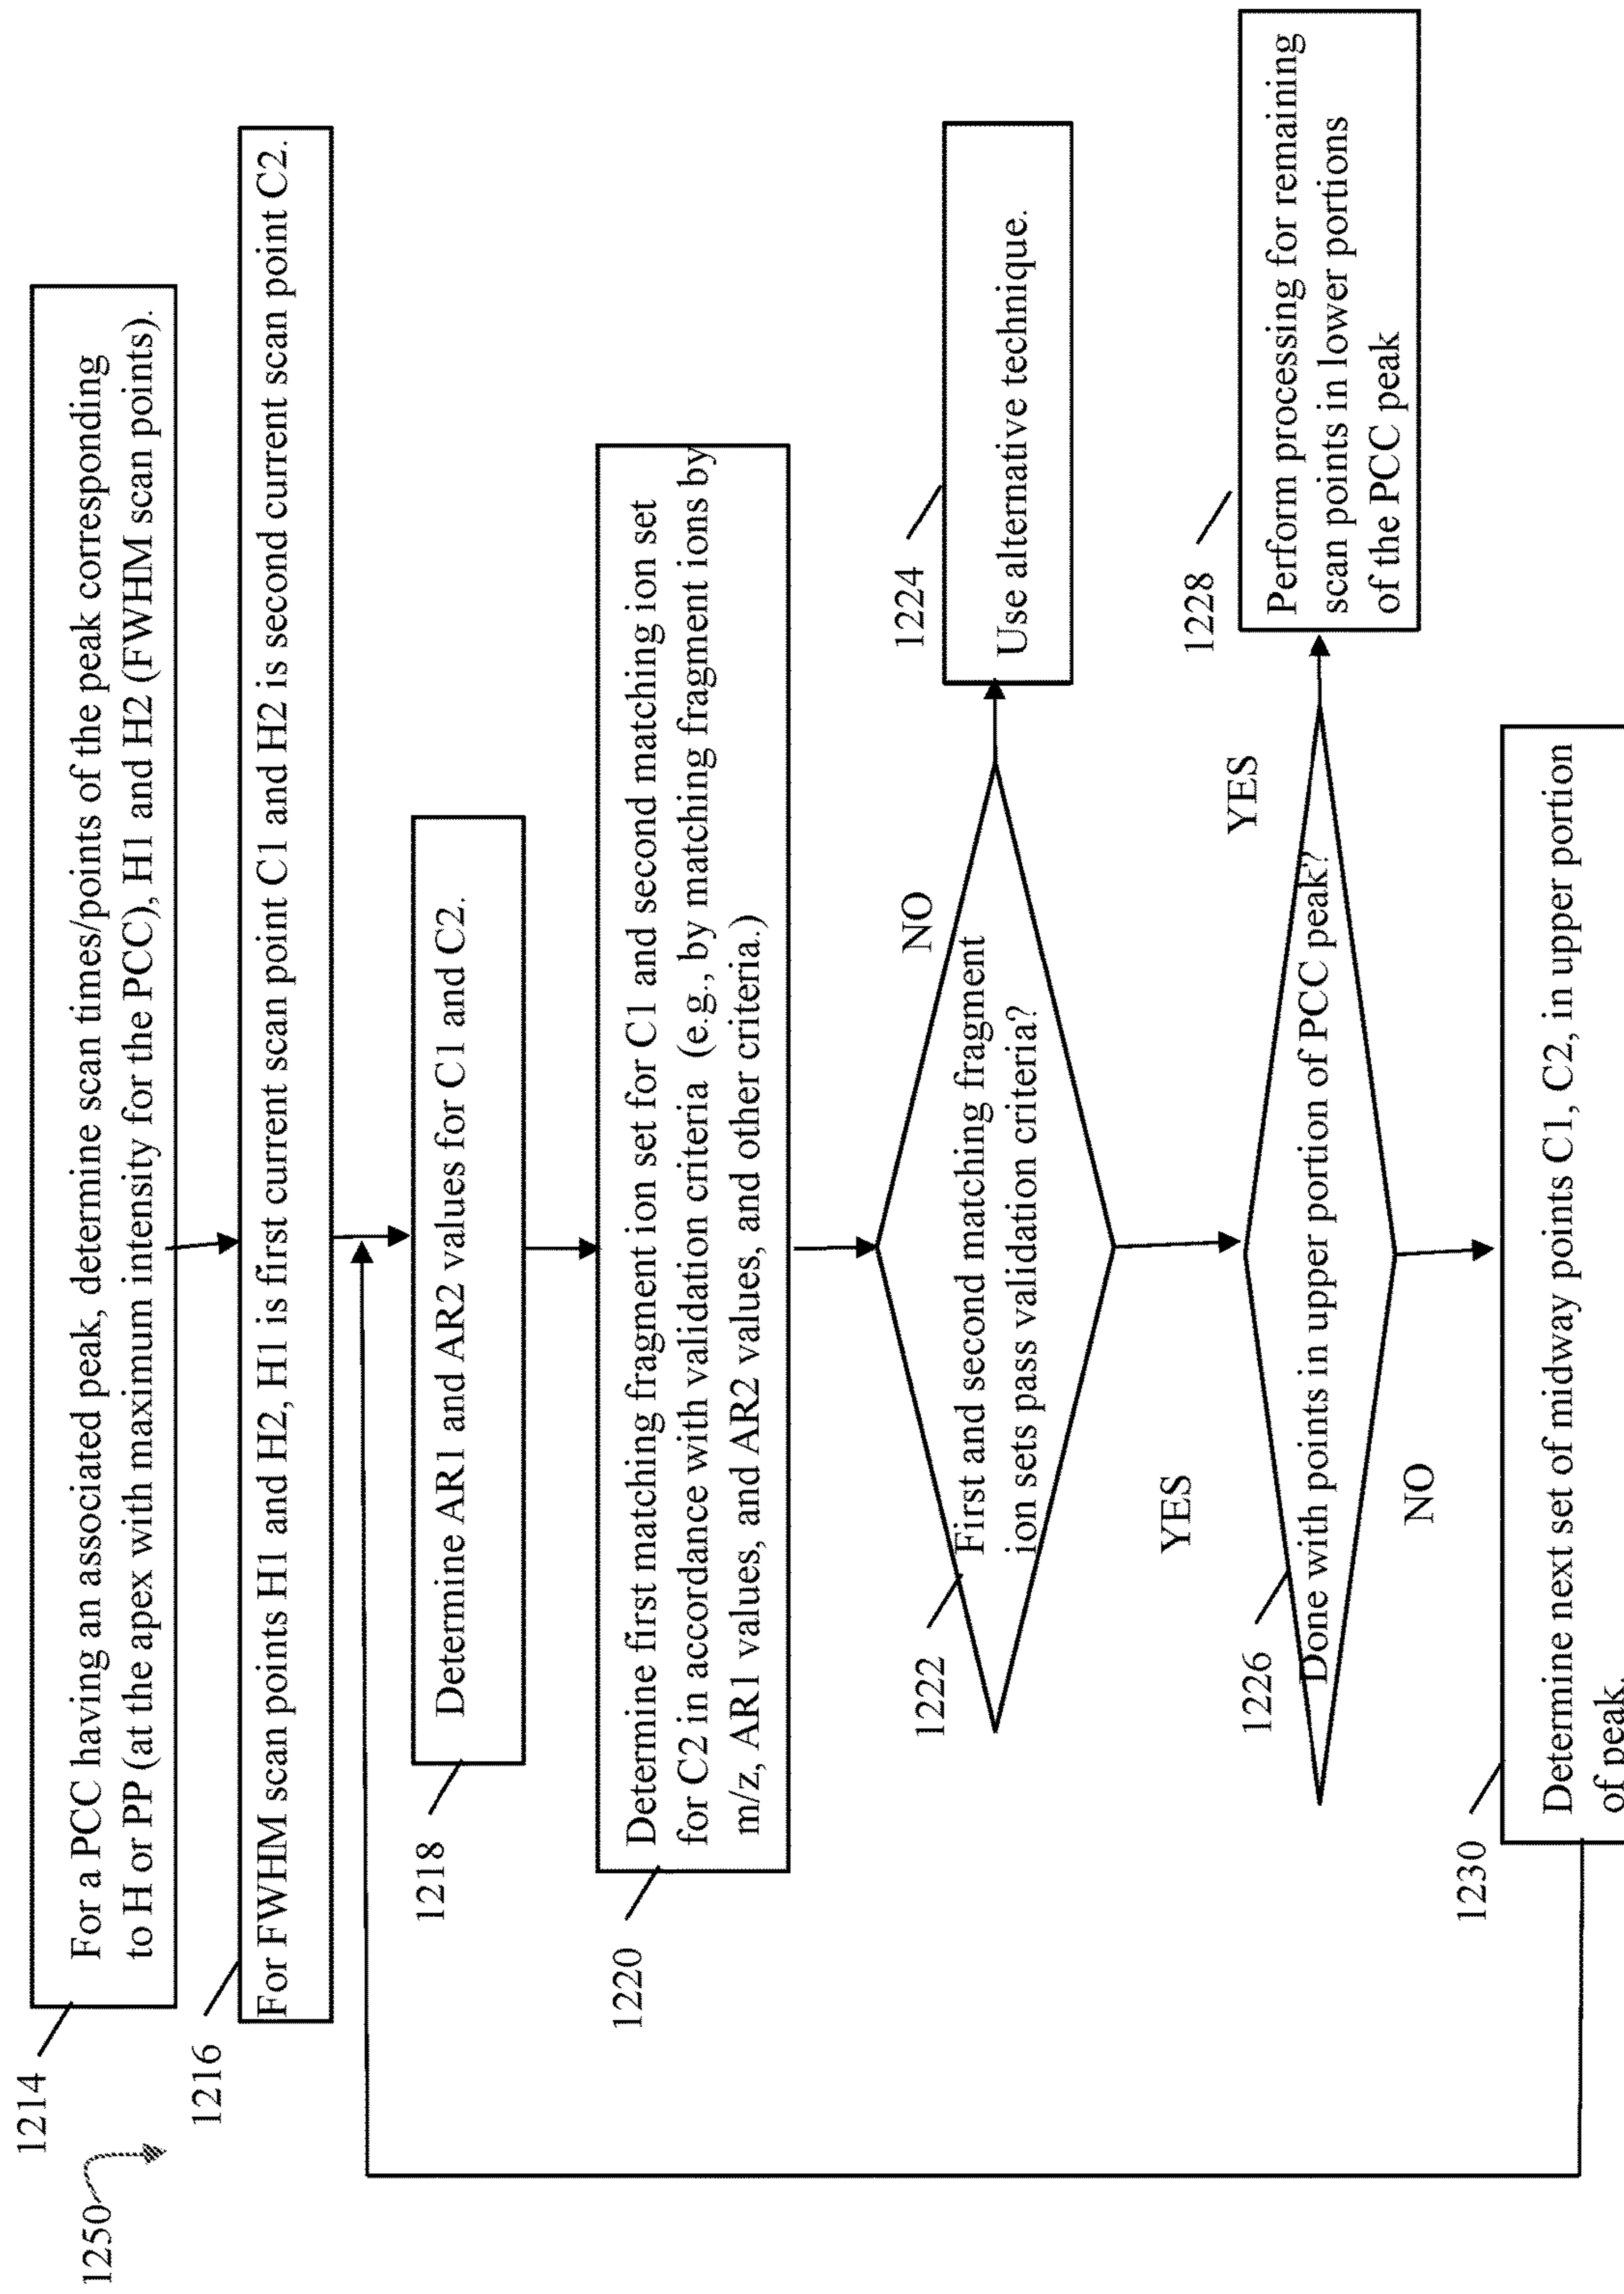 1250
1214
For a PCC having an associated peak, determine scan times/points of the peak corresponding
to H or PP (at the apex with maximum intensity for the PCC), H1 and H2 (FWHM scan points).
1216
For FWHM scan points H1 and H2, H1 is first current scan point C1 and H2 is second current scan point C2.
1218
Determine AR1 and AR2 values for C1 and C2.
1220
Determine first matching fragment ion set for C1 and second matching ion set
for C2 in accordance with validation criteria (e.g., by matching fragment ions by
m/z, AR1 values, and AR2 values, and other criteria.)
1222
First and second matching fragment
ion sets pass validation criteria?
NO
1224
Use alternative technique.
YES
1226
Done with points in upper portion of PCC peak?
YES
1228
Perform processing for remaining
scan points in lower portions
of the PCC peak
NO
1230
Determine next set of midway points C1, C2, in upper portion
of peak.